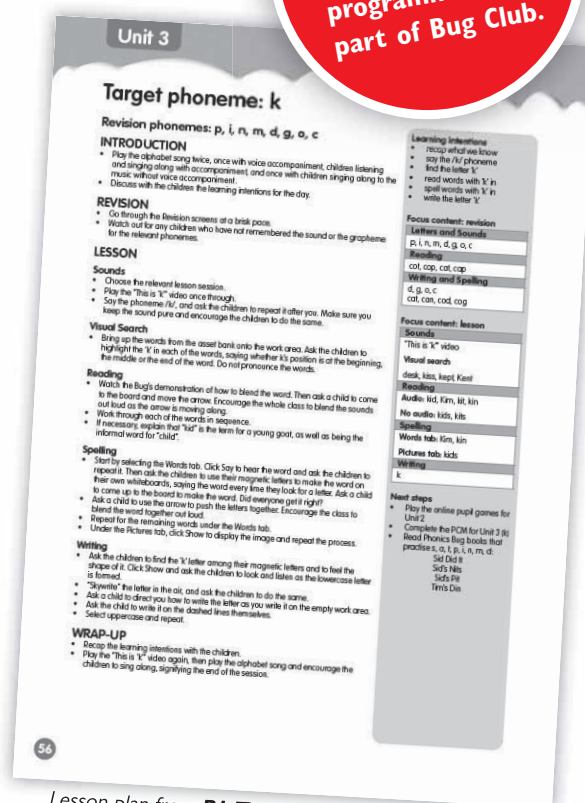 programm
part of Bug Club.
Unit 3
Target phoneme: k
Revision phonemes: p, i, n, m, d, g, o, c
INTRODUCTION
• Play the alphabet song twice, once with voice accompaniment, children listening
and singing along with accompaniment, and once with children singing along to the
music without voice accompaniment.
• Discuss with the children the learning intentions for the day.
REVISION
• Go through the Revision screens at a brisk pace.
• Watch out for any children who have not remembered the sound or the grapheme
for the relevant phonemes.
LESSON
Sounds
• Choose the relevant lesson session.
• Play the "This is 'k'" video once through.
• Say the phoneme /k/, and ask the children to repeat it after you. Make sure you
keep the sound pure and encourage the children to do the same.
Visual Search
• Bring up the words from the asset bank onto the work area. Ask the children to
highlight the 'k' in each of the words, saying whether k's position is at the beginning,
the middle or the end of the word. Do not pronounce the words.
Reading
• Watch the Bug's demonstration of how to blend the word. Then ask a child to come
to the board and move the arrow. Encourage the whole class to blend the sounds
out loud as the arrow is moving along.
• Work through each of the words in sequence.
• If necessary, explain that "kid" is the term for a young goat, as well as being the
informal word for "child".
Spelling
• Start by selecting the Words tab. Click Say to hear the word and ask the children to
repeat it. Then ask the children to use their magnetic letters to make the word on
their own whiteboards, saying the word every time they look for a letter. Ask a child
to come up to the board to make the word. Did everyone get it right?
• Ask a child to use the arrow to push the letters together. Encourage the class to
blend the word together out loud.
• Repeat for the remaining words under the Words tab.
• Under the Pictures tab, click Show to display the image and repeat the process.
Writing
• Ask the children to find the 'k' letter among their magnetic letters and to feel the
shape of it. Click Show and ask the children to look and listen as the lowercase letter
is formed.
• "Skywrite" the letter in the air, and ask the children to do the same.
• Ask a child to direct you how to write the letter as you write it on the empty work area.
• Ask the child to write it on the dashed lines themselves.
• Select uppercase and repeat.
WRAP-UP
• Recap the learning intentions with the children.
• Play the "This is 'k'" video again, then play the alphabet song and encourage the
children to sing along, signifying the end of the session.
56
Learning intentions
• recap what we know
• say the /k/ phoneme
• find the letter 'k'
• read words with 'k' in
• spell words with 'k' in
• write the letter 'k'
Focus content: revision
Letters and Sounds
p, i, n, m, d, g, o, c
Reading
cot, cop, cat, cap
Writing and Spelling
d, g, o, c
cat, can, cod, cog
Focus content: lesson
Sounds
"This is 'k'" video
Visual search
desk, kiss, kept, Kent
Reading
Audio: kid, Kim, kit, kin
No audio: kids, kits
Spelling
Words tab: Kim, kin
Pictures tab: kids
Writing
k
Next steps
• Play the online pupil games for
Unit 2
• Complete the PCM for Unit 3 (k)
• Read Phonics Bug books that
practise s, a, t, p, i, n, m, d:
Sid Did It
Sid's Nits
Sid's Pit
Tim's Din
Lesson plan from